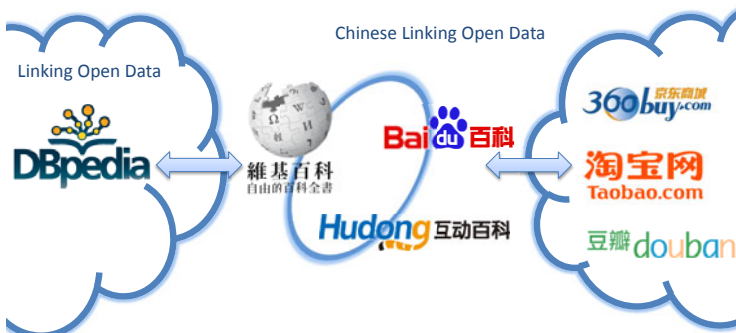 Chinese Linking Open Data
Linking Open Data
DBpedia
維基百科
自由的百科全書
Bai du 百科
Hudong 互动百科
京东商城
360buy.com
淘宝网
Taobao.com
豆瓣 douban